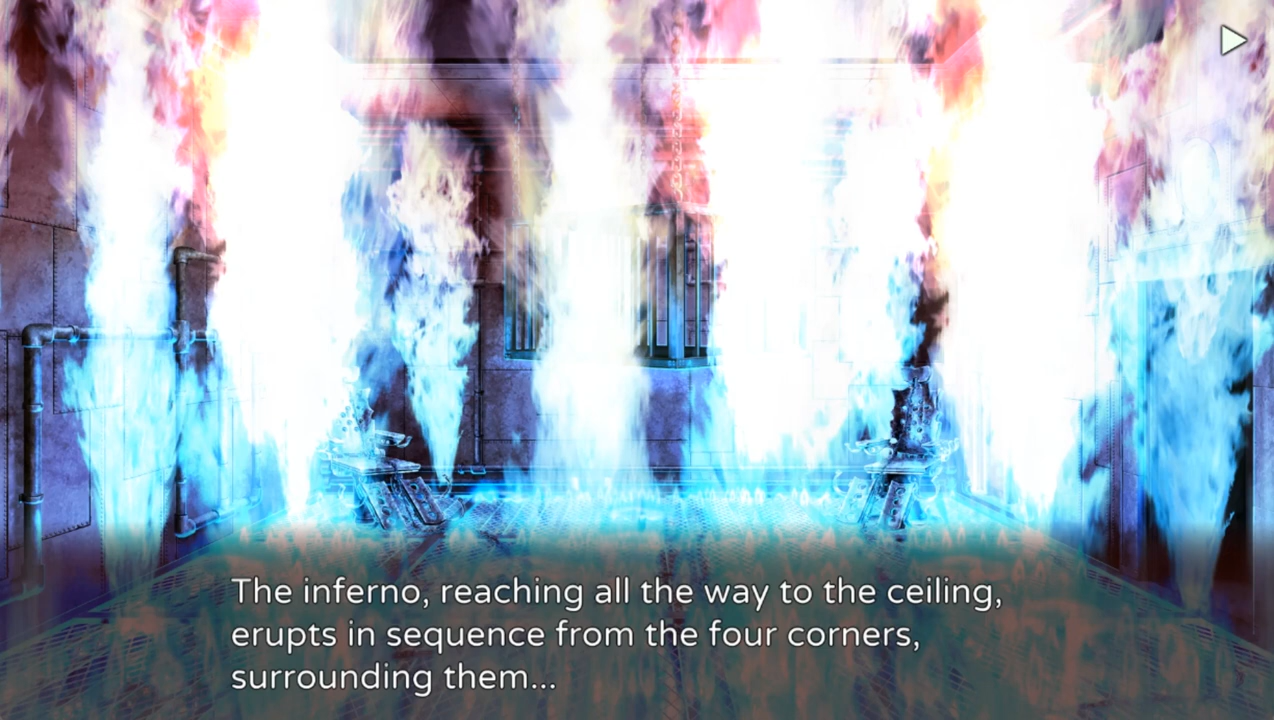 The inferno, reaching all the way to the ceiling,
erupts in sequence from the four corners,
surrounding them...